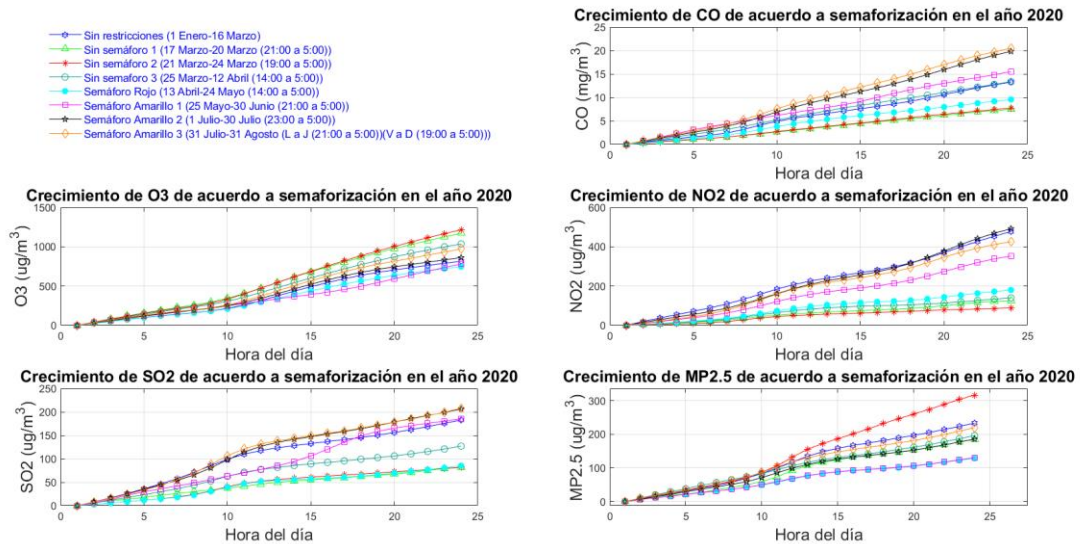 Sin restricciones (1 Enero-16 Marzo)
Sin semáforo 1 (17 Marzo-20 Marzo (21:00 a 5:00))
Sin semáforo 2 (21 Marzo-24 Marzo (19:00 a 5:00))
Sin semaforo 3 (25 Marzo-12 Abril (14:00 a 5:00))
Semáforo Rojo (13 Abril-24 Mayo (14:00 a 5:00))
Semáforo Amarillo 1 (25 Mayo-30 Junio (21:00 a 5:00))
Semáforo Amarillo 2 (1 Julio-30 Julio (23:00 a 5:00))
Semáforo Amarillo 3 (31 Julio-31 Agosto (L a J (21:00 a 5:00))(V a D (19:00 a 5:00)))
Crecimiento de CO de acuerdo a semaforización en el año 2020
CO (mg/m³)
25
20
15
10
5
0
0 5 10 15 20 25
Hora del día
Crecimiento de O3 de acuerdo a semaforización en el año 2020
O3 (ug/m³)
1500
1000
500
0
0 5 10 15 20 25
Hora del día
Crecimiento de NO2 de acuerdo a semaforización en el año 2020
NO2 (ug/m³)
600
400
200
0
0 5 10 15 20 25
Hora del día
Crecimiento de SO2 de acuerdo a semaforización en el año 2020
SO2 (ug/m³)
250
200
150
100
50
0
0 5 10 15 20 25
Hora del día
Crecimiento de MP2.5 de acuerdo a semaforización en el año 2020
MP2.5 (ug/m³)
300
200
100
0
0 5 10 15 20 25
Hora del día